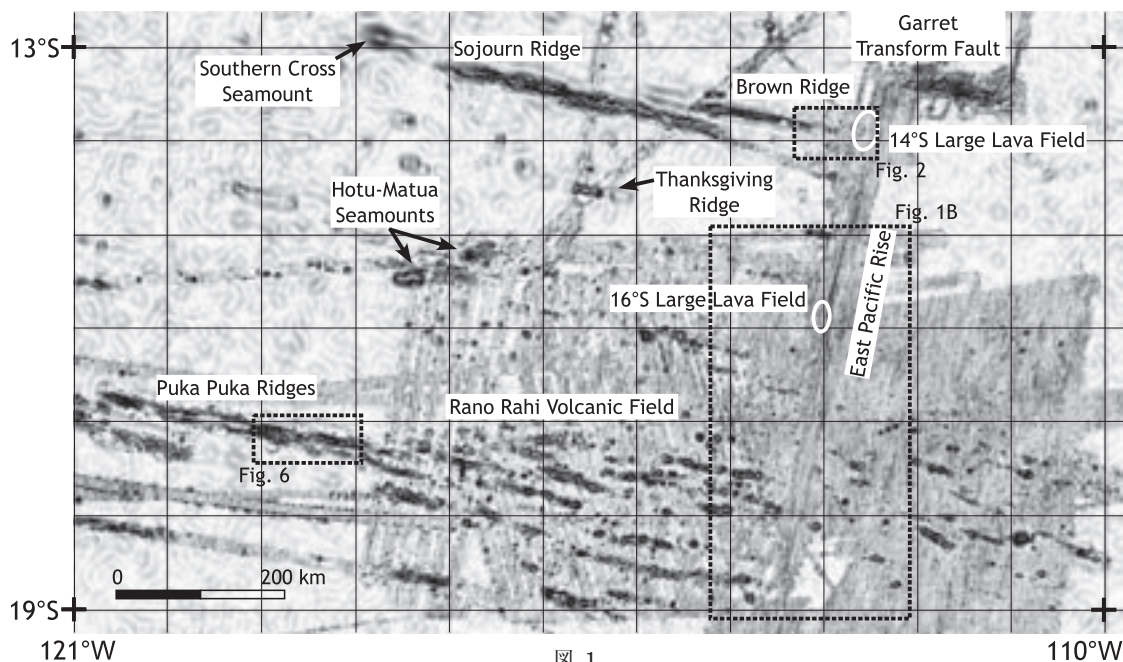 13°S
Southern Cross
Seamount
Sojourn Ridge
Garret
Transform Fault
Brown Ridge
14°S Large Lava Field
Fig. 2
Hotu-Matua
Seamounts
Thanksgiving
Ridge
Fig. 1B
16°S Large Lava Field
East Pacific Rise
Puka Puka Ridges
Rano Rahi Volcanic Field
Fig. 6
0 200 km
19°S
121°W
110°W
図 1